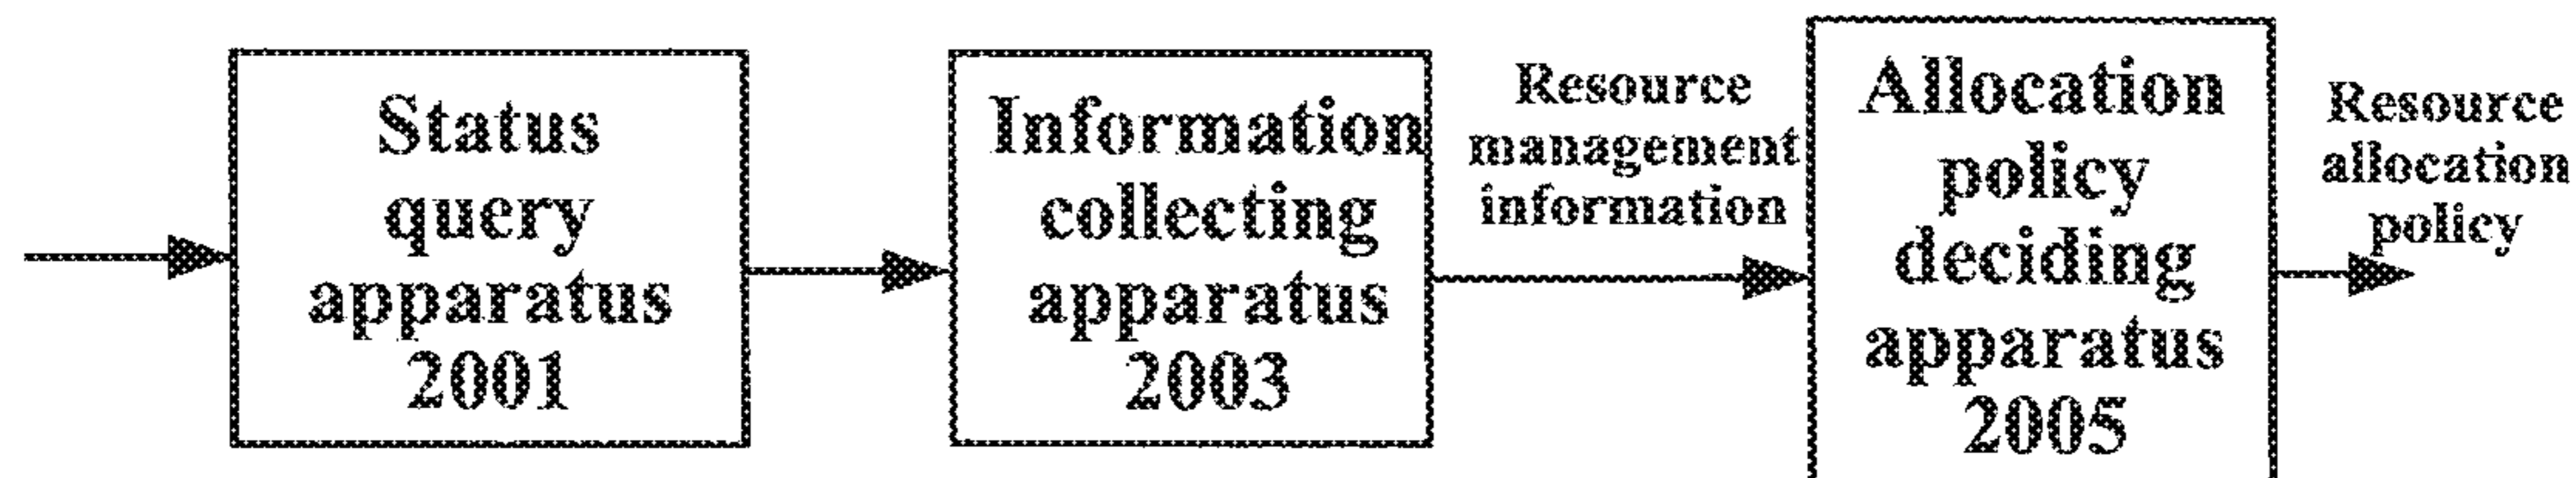 Status
query
apparatus
2001
Information
collecting
apparatus
2003
Resource
management
information
Allocation
policy
deciding
apparatus
2005
Resource
allocation
policy